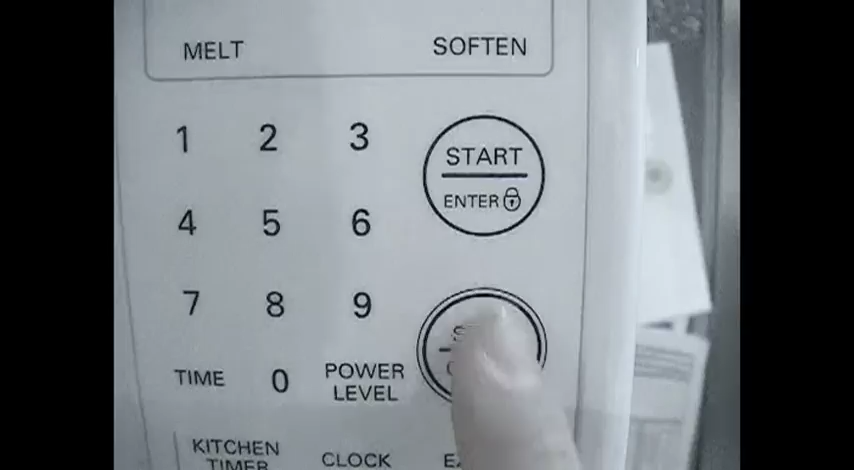 MELT SOFTEN
1 2 3
START
ENTER
4 5 6
7 8 9
TIME 0 POWER LEVEL
KITCHEN TIMER CLOCK